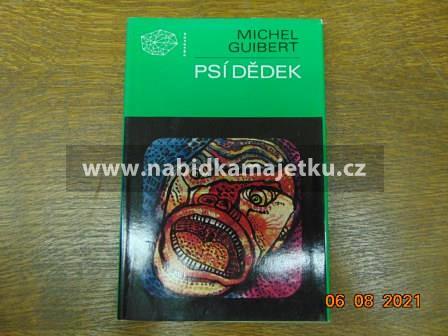 MICHEL
GUIBERT
PSÍ DĚDEK
www.nabidkamajetku.cz
06 08 2021